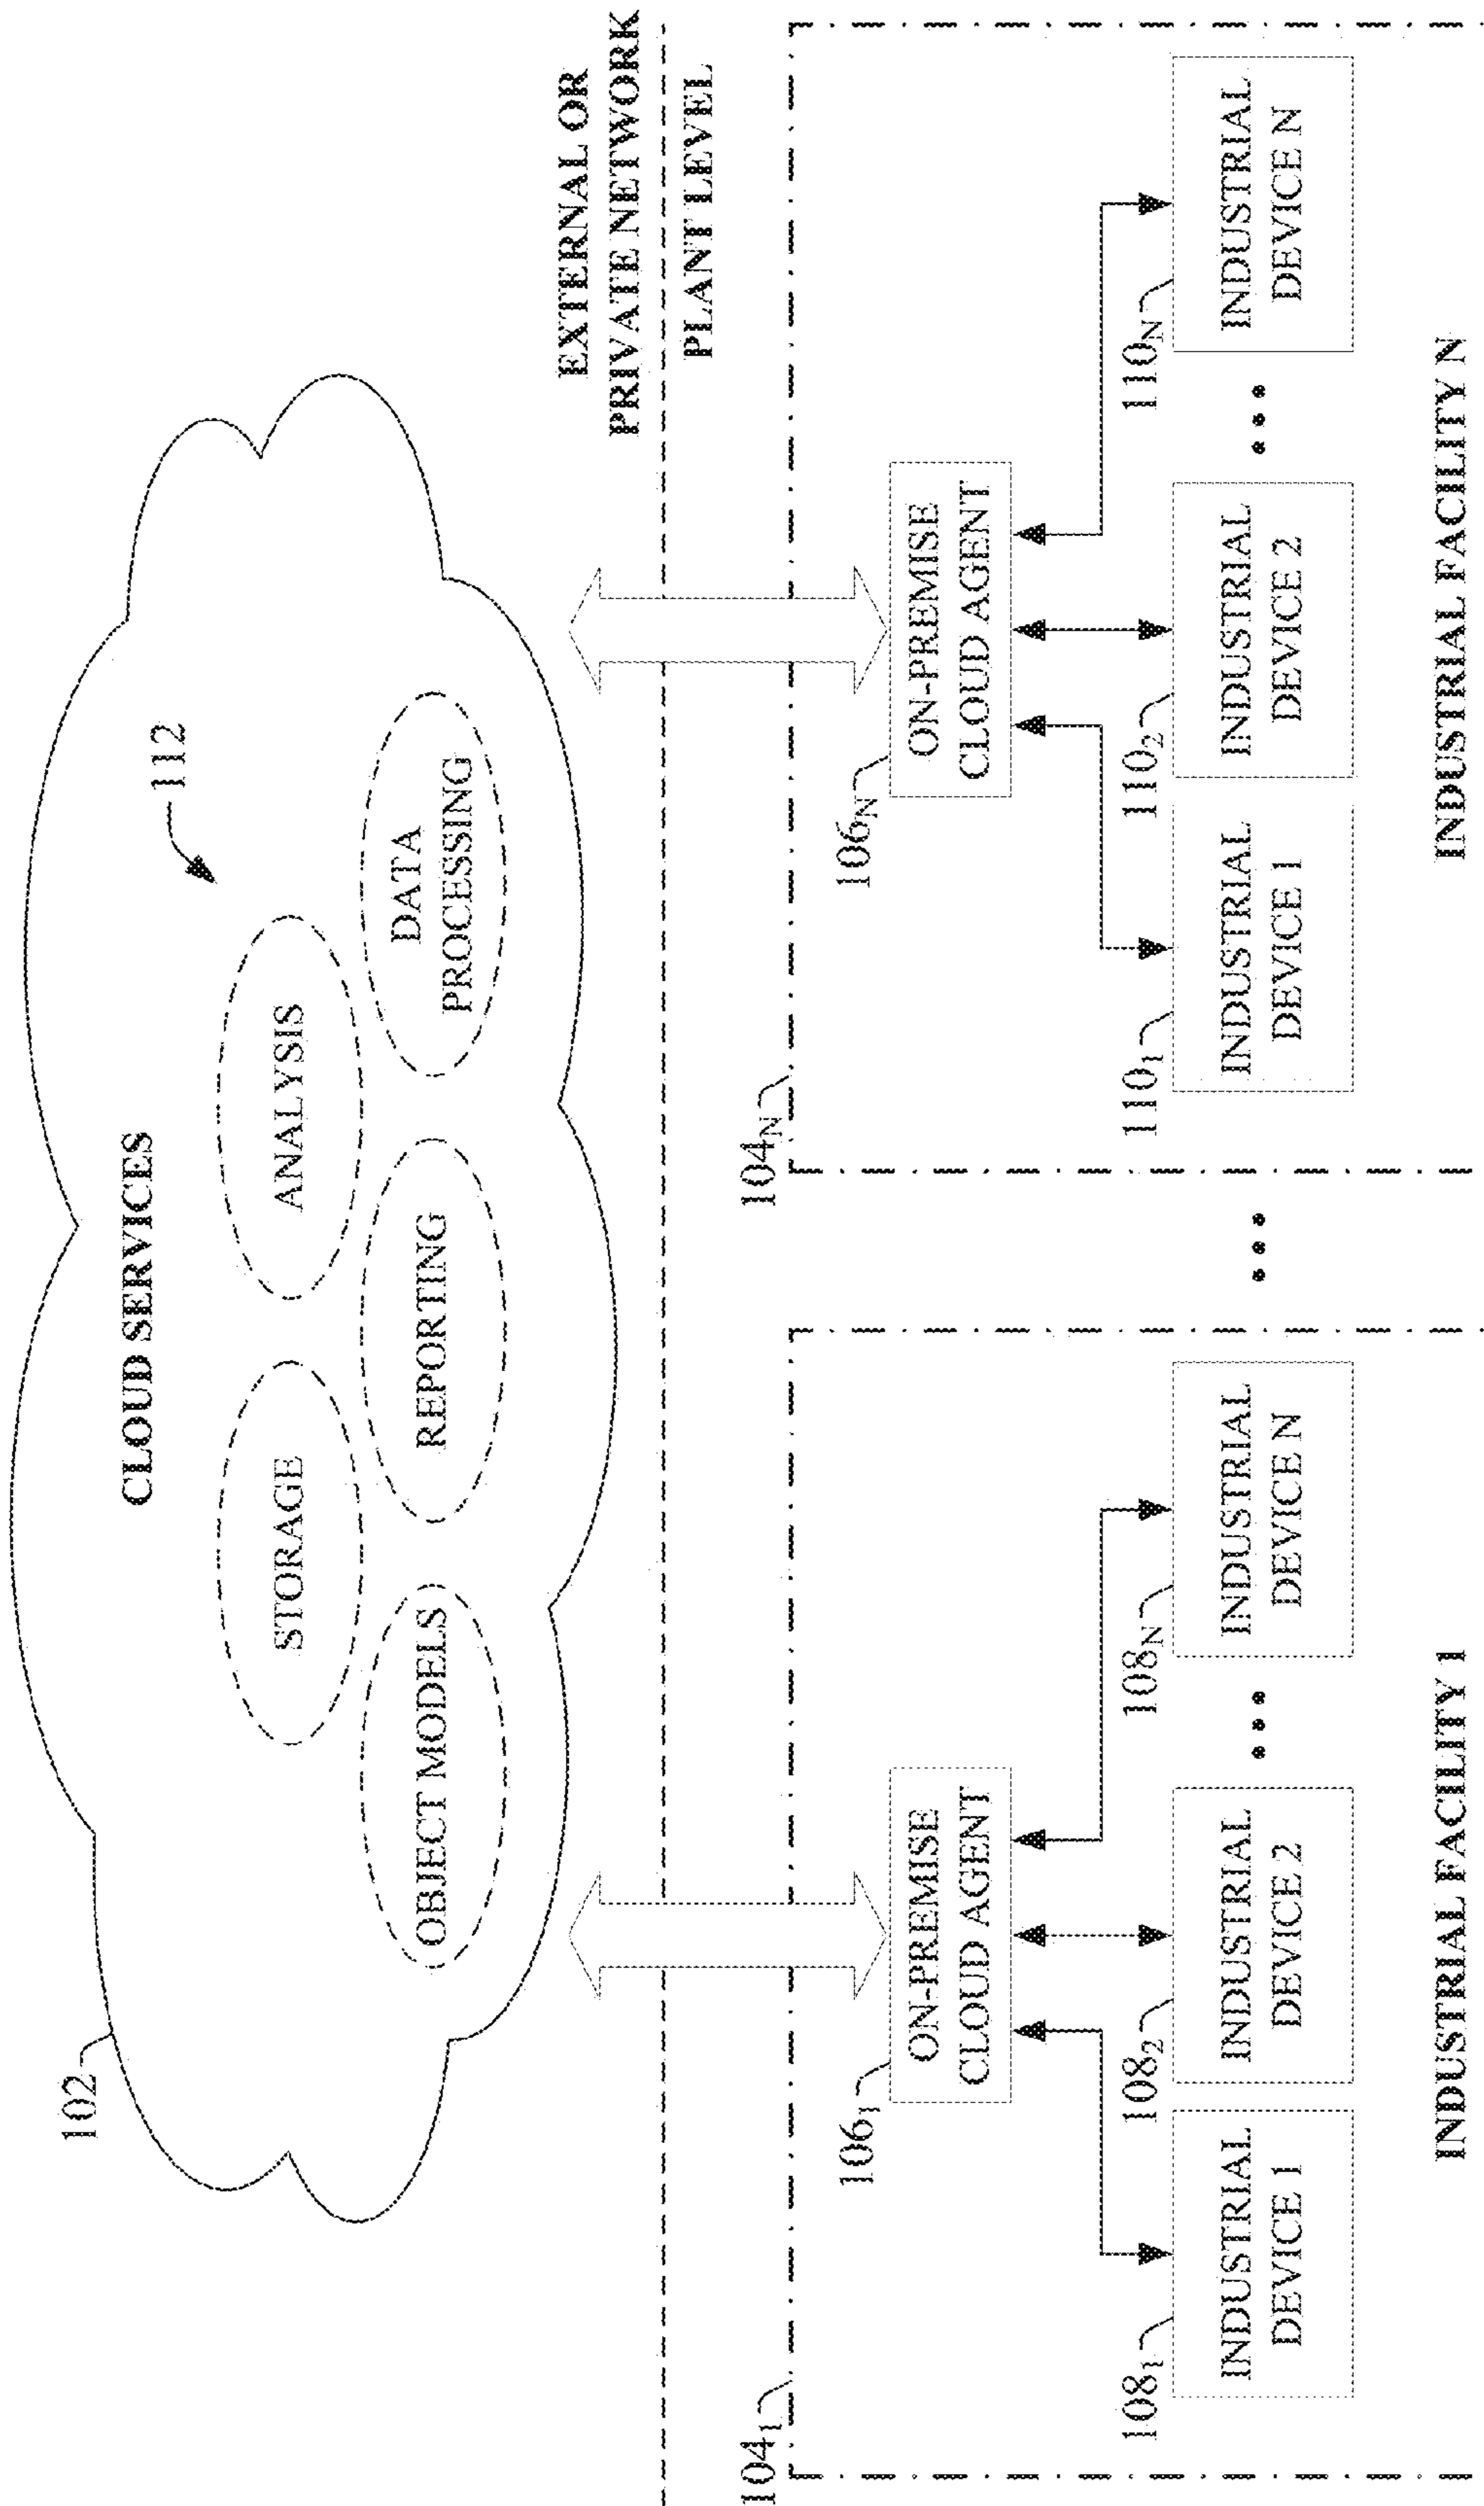 102
CLOUD SERVICES
112
STORAGE
ANALYSIS
OBJECT MODELS
REPORTING
DATA
PROCESSING
EXTERNAL OR
PRIVATE NETWORK
PLANT LEVEL
104₁
106₁
ON-PREMISE
CLOUD AGENT
108₁
108₂
108N
INDUSTRIAL
DEVICE 1
INDUSTRIAL
DEVICE 2
•••
INDUSTRIAL
DEVICE N
INDUSTRIAL FACILITY 1
•••
104N
106N
ON-PREMISE
CLOUD AGENT
110₁
110₂
110N
INDUSTRIAL
DEVICE 1
INDUSTRIAL
DEVICE 2
•••
INDUSTRIAL
DEVICE N
INDUSTRIAL FACILITY N